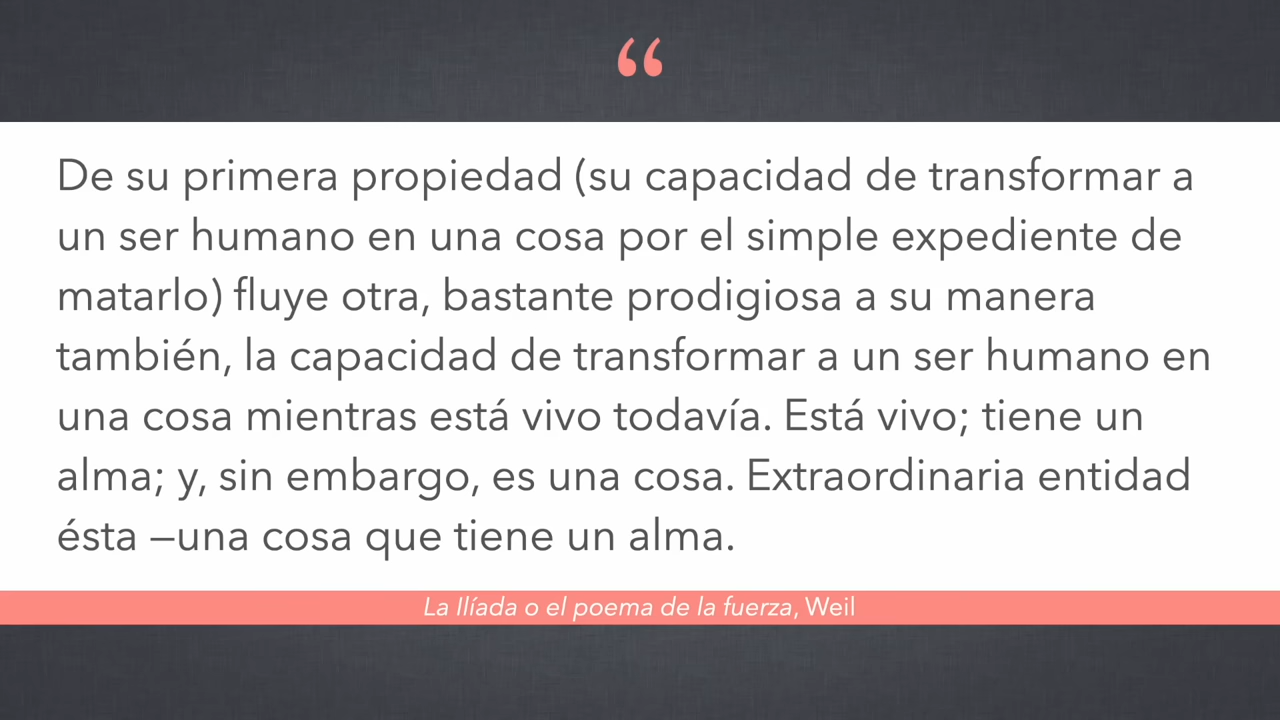 “
De su primera propiedad (su capacidad de transformar a
un ser humano en una cosa por el simple expediente de
matarlo) fluye otra, bastante prodigiosa a su manera
también, la capacidad de transformar a un ser humano en
una cosa mientras está vivo todavía. Está vivo; tiene un
alma; y, sin embargo, es una cosa. Extraordinaria entidad
ésta —una cosa que tiene un alma.
La Ilíada o el poema de la fuerza, Weil